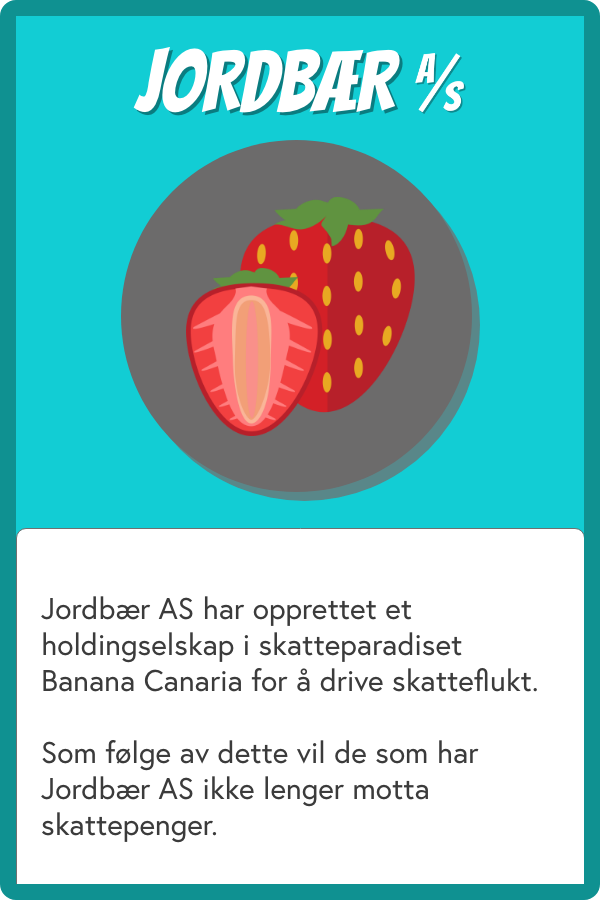 JORDBÆR A/S
Jordbær AS har opprettet et
holdingselskap i skatteparadiset
Banana Canaria for å drive skatteflukt.
Som følge av dette vil de som har
Jordbær AS ikke lenger motta
skattepenger.